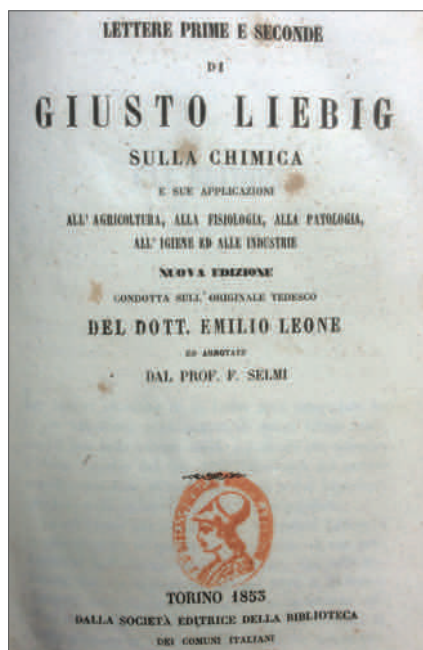 LETTERE PRIME E SECONDE
DI
GIUSTO LIEBIG
SULLA CHIMICA
E SUE APPLICAZIONI
ALL' AGRICOLTURA, ALLA FISIOLOGIA, ALLA PATOLOGIA,
ALL' IGIENE ED ALLE INDUSTRIE
NUOVA EDIZIONE
CONDOTTA SULL' ORIGINALE TEDESCO
DEL DOTT. EMILIO LEONE
ED ANNOTATE
DAL PROF. F. SELMI
TORINO 1853
DALLA SOCIETÀ EDITRICE DELLA BIBLIOTECA
DEI COMUNI ITALIANI